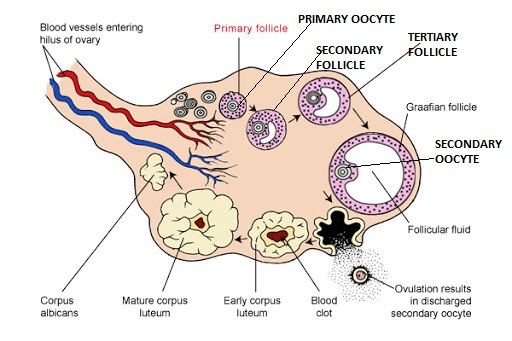 Blood vessels entering
hilus of ovary
Primary follicle
PRIMARY OOCYTE
SECONDARY
FOLLICLE
TERTIARY
FOLLICLE
Graafian follicle
SECONDARY
OOCYTE
Follicular fluid
Ovulation results
in discharged
secondary oocyte
Corpus
albicans
Mature corpus
luteum
Early corpus
luteum
Blood
clot